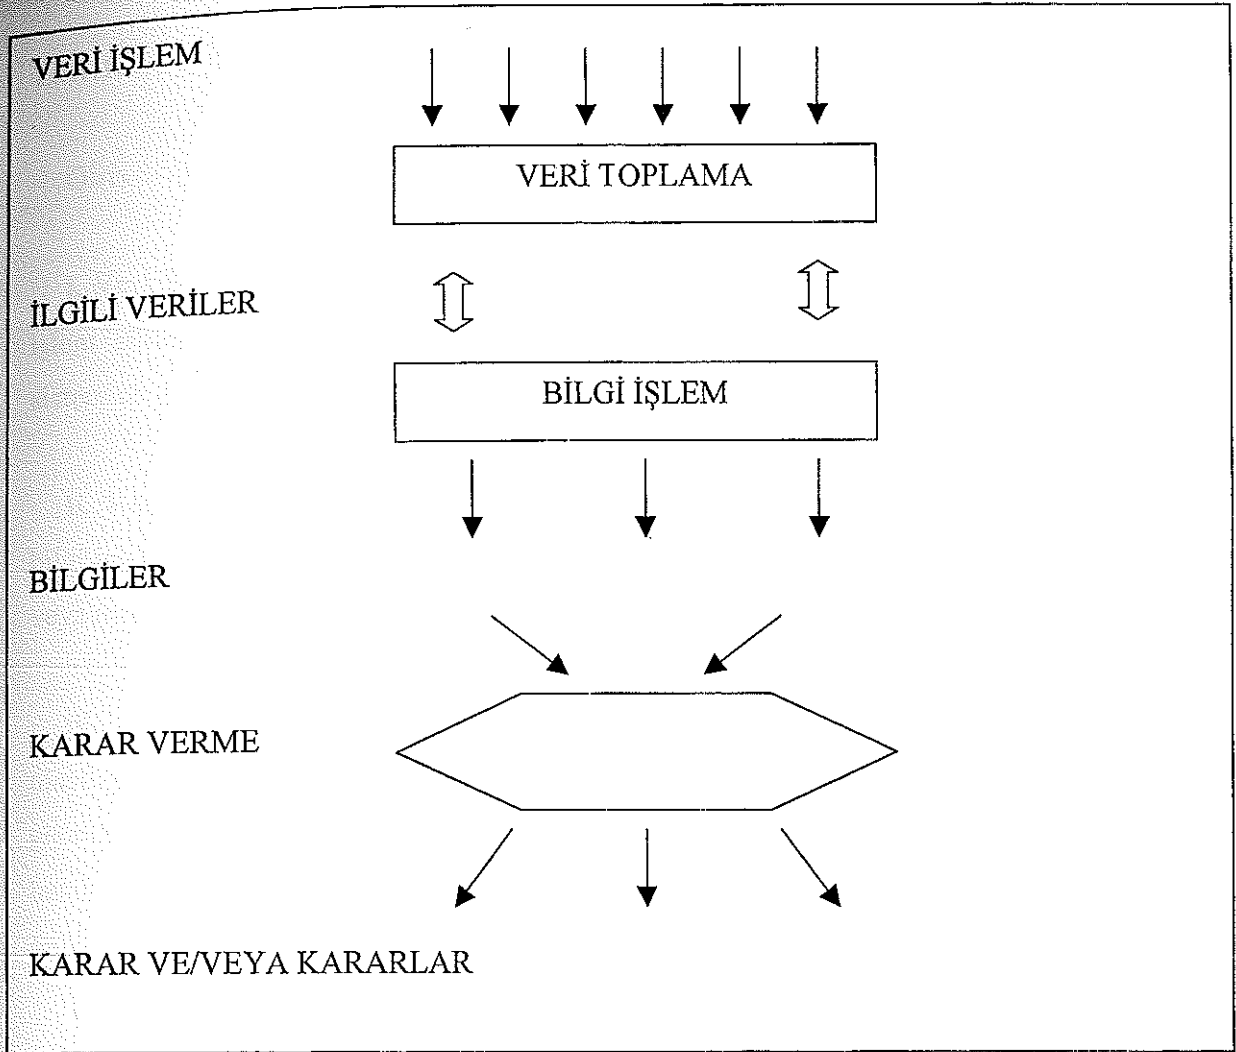 VERİ İŞLEM
VERİ TOPLAMA
İLGİLİ VERİLER
BİLGİ İŞLEM
BİLGİLER
KARAR VERME
KARAR VE/VEYA KARARLAR